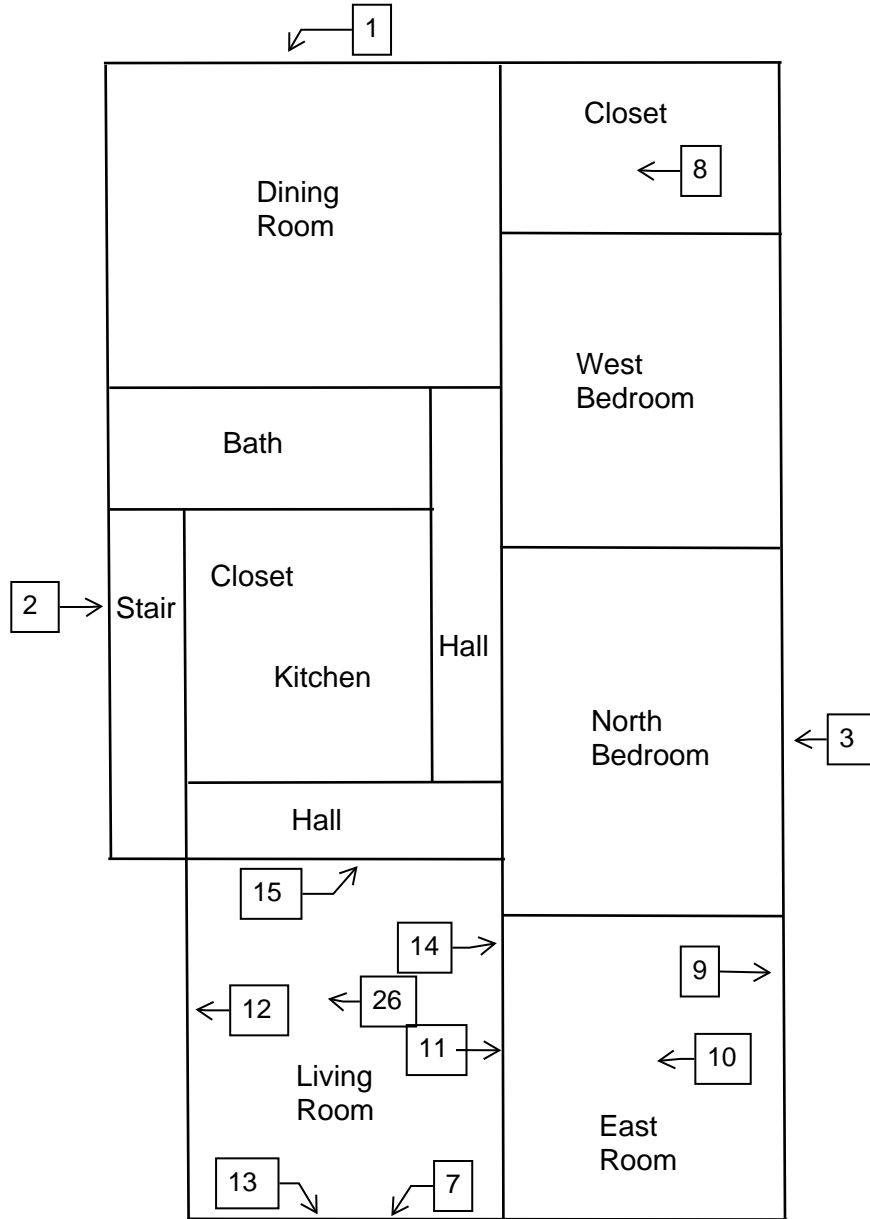 1
Closet
8
Dining
Room
West
Bedroom
Bath
Closet
2
Stair
Hall
Kitchen
North
Bedroom
3
Hall
15
14
9
12
26
11
10
Living
Room
East
Room
13
7